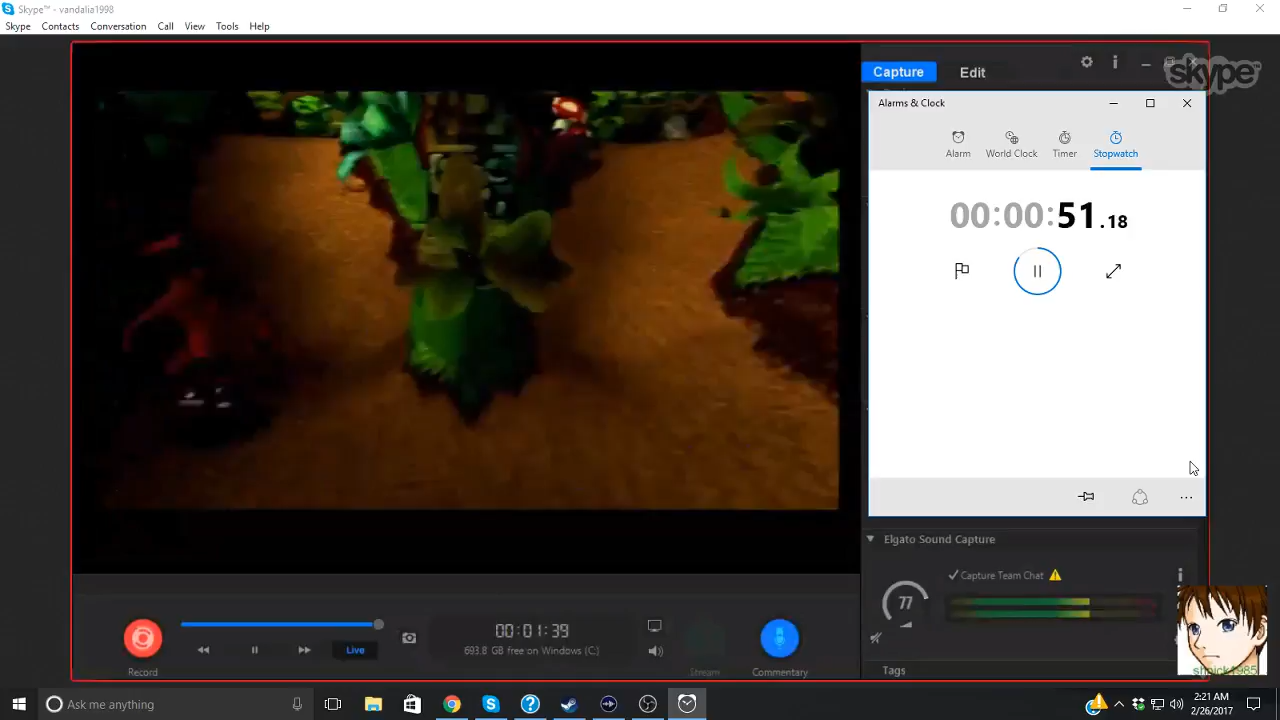 Skype™ - vandalia1998
Skype Contacts Conversation Call View Tools Help
Capture Edit
skype™
Alarms & Clock
Alarm World Clock Timer Stopwatch
00:00:51.18
Elgato Sound Capture
Capture Team Chat
77
00:01:39
Live
693.8 GB free on Windows (C:)
Record Stream Commentary
Tags
shnick1985
Ask me anything
2:21 AM
2/26/2017